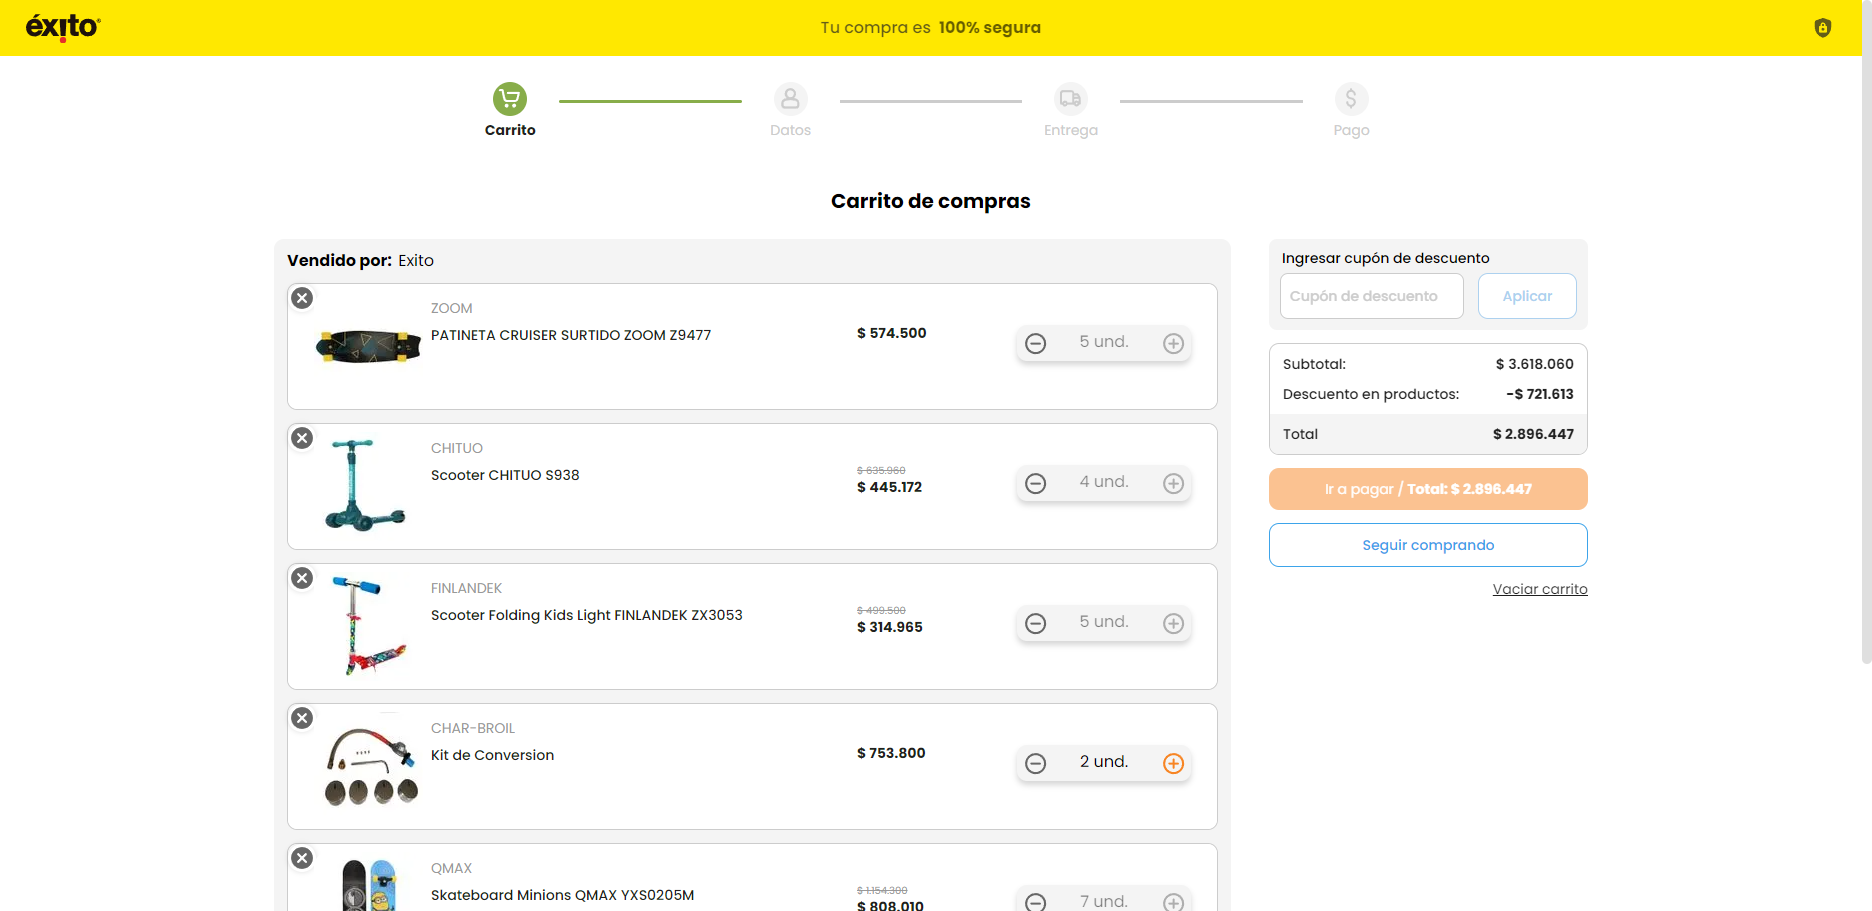 éxito
Tu compra es 100% segura
Carrito
Datos
Entrega
Pago
Carrito de compras
Vendido por: Exito
ZOOM
PATINETA CRUISER SURTIDO ZOOM Z9477
$ 574.500
5 und.
CHITUO
Scooter CHITUO S938
$ 635.960
$ 445.172
4 und.
FINLANDEK
Scooter Folding Kids Light FINLANDEK ZX3053
$ 499.500
$ 314.965
5 und.
CHAR-BROIL
Kit de Conversion
$ 753.800
2 und.
QMAX
Skateboard Minions QMAX YXS0205M
$ 1.154.300
$ 808.010
7 und.
Ingresar cupón de descuento
Cupón de descuento
Aplicar
Subtotal: $ 3.618.060
Descuento en productos: -$ 721.613
Total $ 2.896.447
Ir a pagar / Total: $ 2.896.447
Seguir comprando
Vaciar carrito